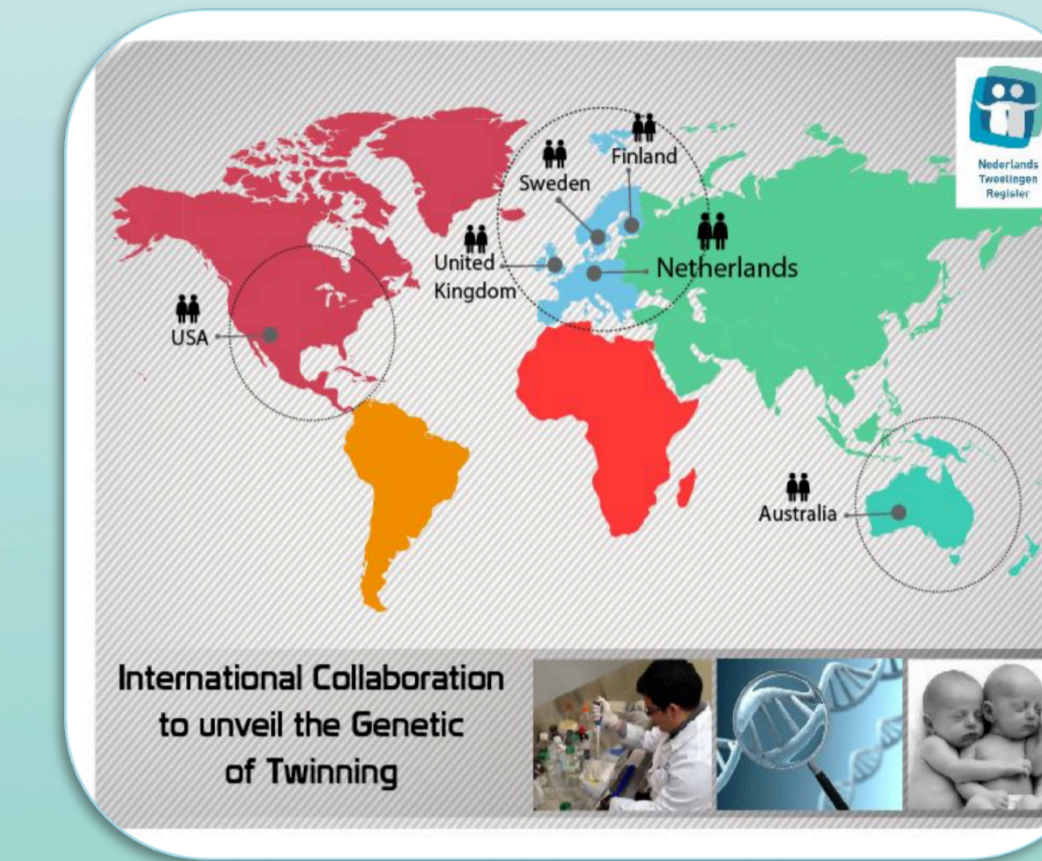 Nederlands
Tweelingen
Register
Finland
Sweden
United
Kingdom
Netherlands
USA
Australia
International Collaboration
to unveil the Genetic
of Twinning